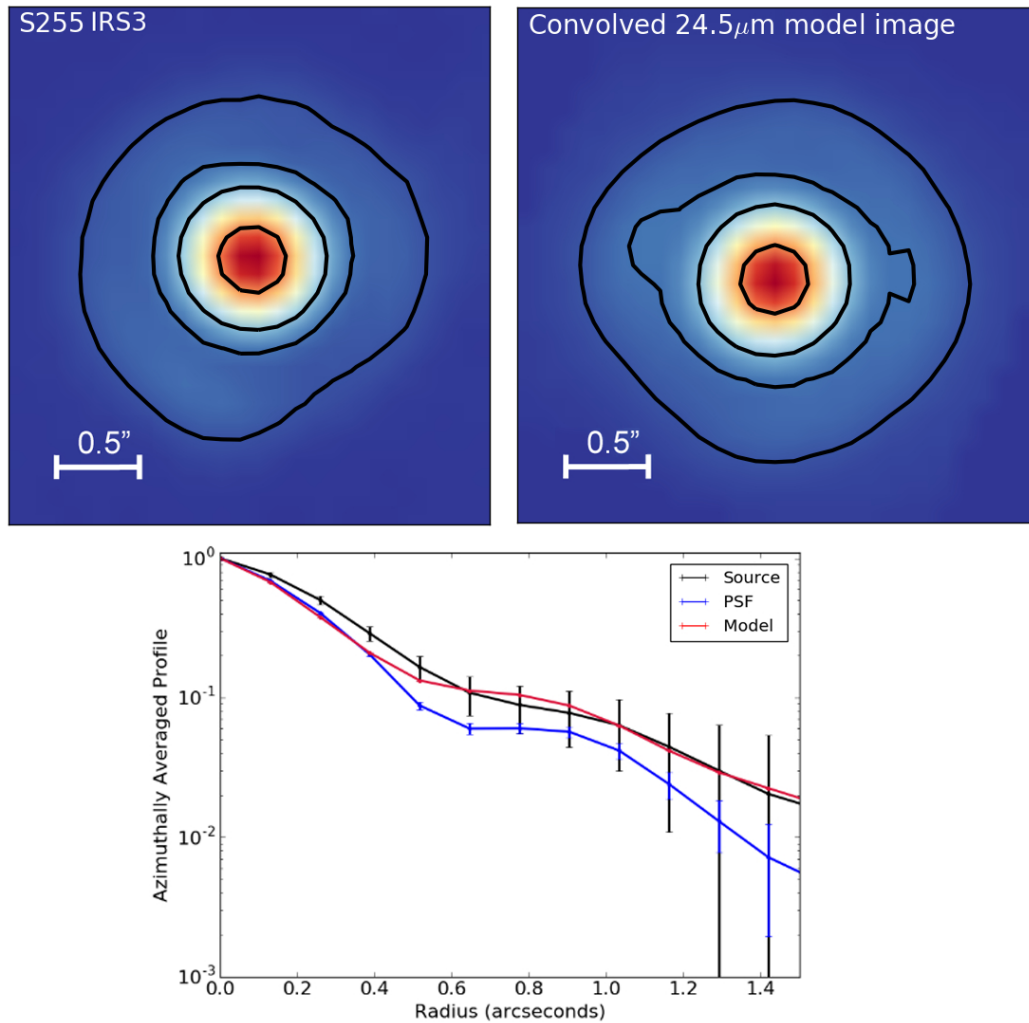 S255 IRS3
Convolved 24.5μm model image
0.5”
0.5”
10⁰
10⁻¹
10⁻²
10⁻³
Azimuthally Averaged Profile
Source
PSF
Model
0.0 0.2 0.4 0.6 0.8 1.0 1.2 1.4
Radius (arcseconds)